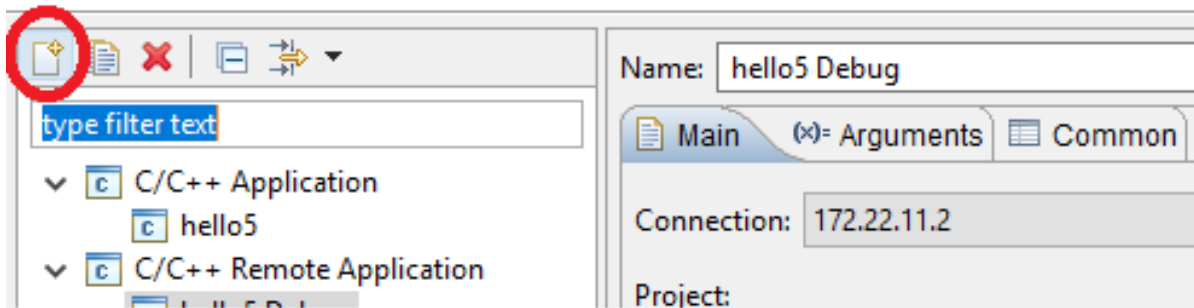 type filter text
C/C++ Application
hello5
C/C++ Remote Application
Name: hello5 Debug
Main (x)= Arguments Common
Connection: 172.22.11.2
Project: